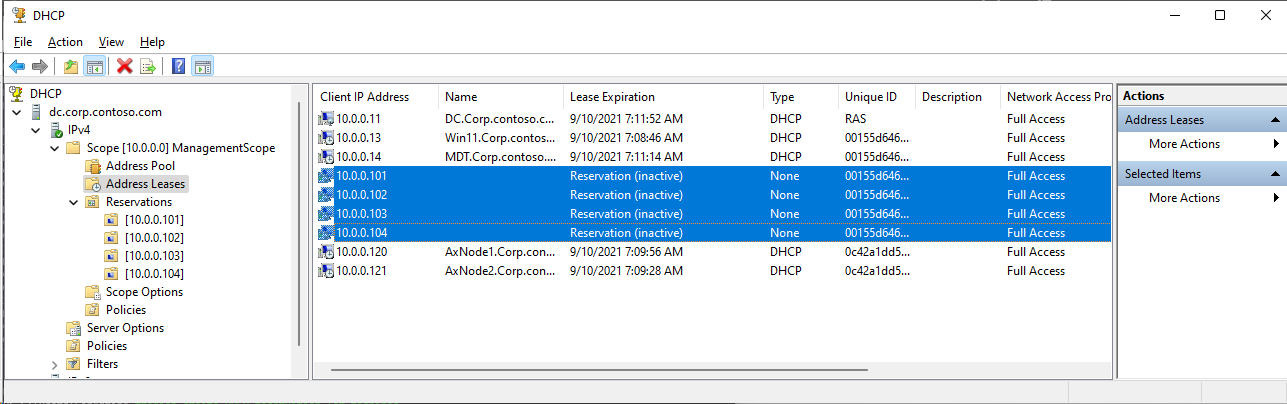 DHCP
File Action View Help
DHCP
dc.corp.contoso.com
IPv4
Scope [10.0.0.0] ManagementScope
Address Pool
Address Leases
Reservations
[10.0.0.101]
[10.0.0.102]
[10.0.0.103]
[10.0.0.104]
Scope Options
Policies
Server Options
Policies
Filters
Client IP Address Name Lease Expiration Type Unique ID Description Network Access Pro
10.0.0.11 DC.Corp.contoso.c... 9/10/2021 7:11:52 AM DHCP RAS Full Access
10.0.0.13 Win11.Corp.contos... 9/10/2021 7:08:46 AM DHCP 00155d646... Full Access
10.0.0.14 MDT.Corp.contoso.... 9/10/2021 7:11:14 AM DHCP 00155d646... Full Access
10.0.0.101 Reservation (inactive) None 00155d646... Full Access
10.0.0.102 Reservation (inactive) None 00155d646... Full Access
10.0.0.103 Reservation (inactive) None 00155d646... Full Access
10.0.0.104 Reservation (inactive) None 00155d646... Full Access
10.0.0.120 AxNode1.Corp.con... 9/10/2021 7:09:56 AM DHCP 0c42a1dd5... Full Access
10.0.0.121 AxNode2.Corp.con... 9/10/2021 7:09:28 AM DHCP 0c42a1dd5... Full Access
Actions
Address Leases
More Actions
Selected Items
More Actions